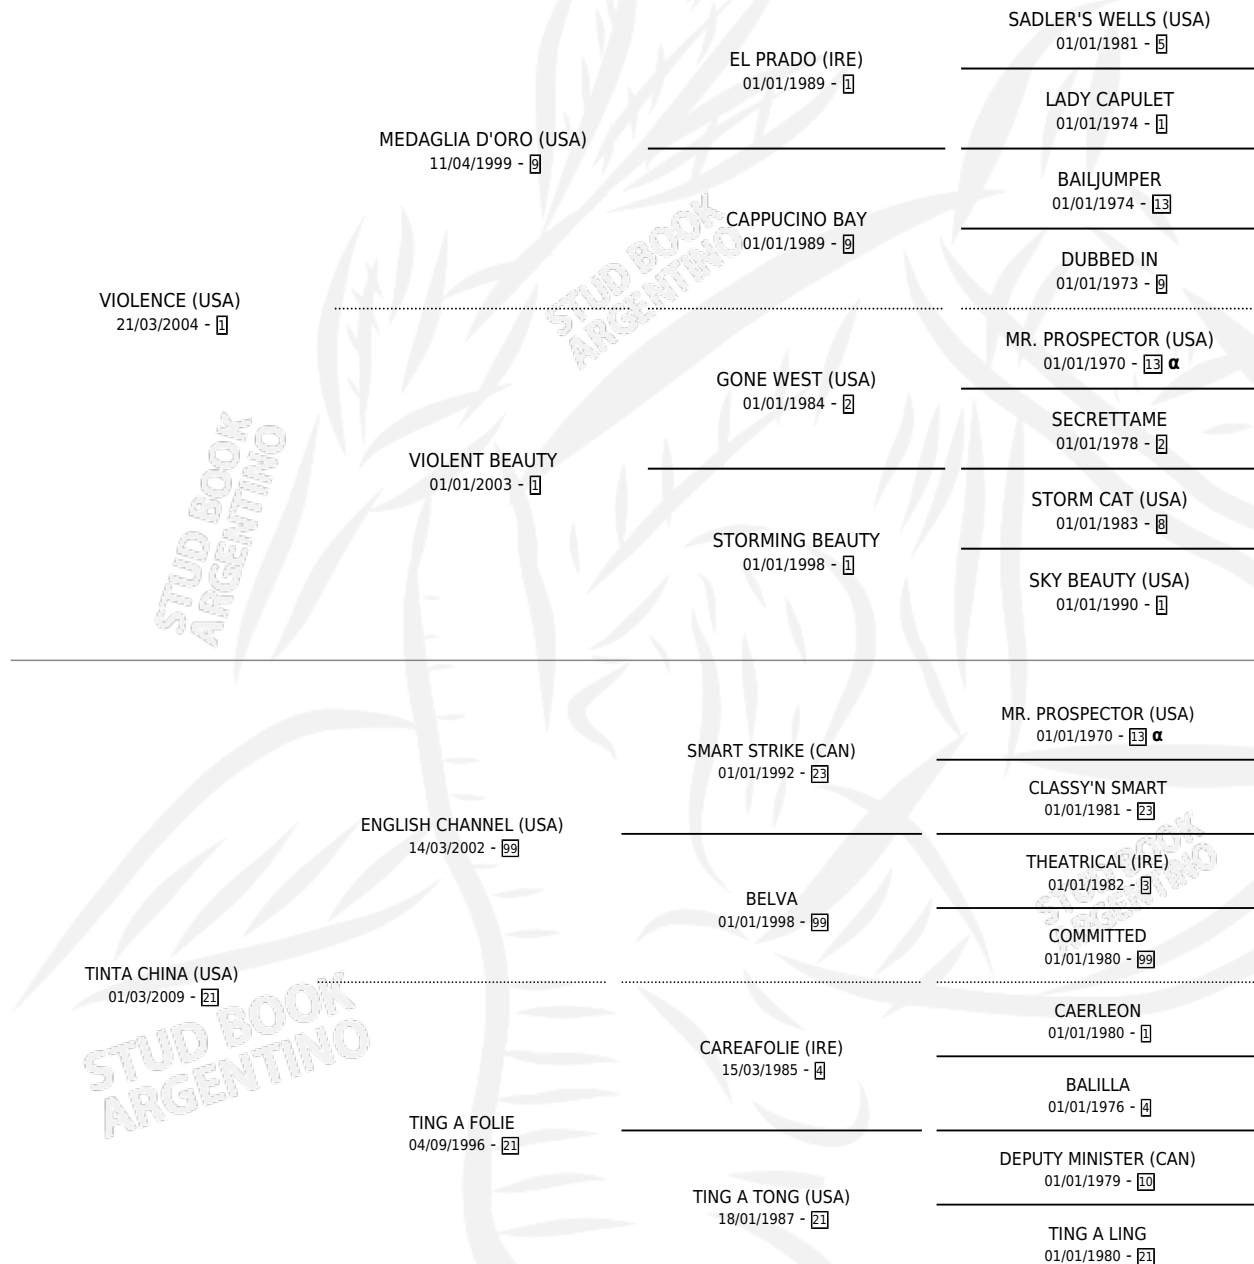 SADLER'S WELLS (USA)
01/01/1981 - 5
EL PRADO (IRE)
01/01/1989 - 1
LADY CAPULET
01/01/1974 - 1
MEDAGLIA D'ORO (USA)
11/04/1999 - 9
BAILJUMPER
01/01/1974 - 13
CAPPUCINO BAY
01/01/1989 - 9
DUBBED IN
01/01/1973 - 9
VIOLENCE (USA)
21/03/2004 - 1
MR. PROSPECTOR (USA)
01/01/1970 - 13 α
GONE WEST (USA)
01/01/1984 - 2
SECRETTAME
01/01/1978 - 2
VIOLENT BEAUTY
01/01/2003 - 1
STORM CAT (USA)
01/01/1983 - 8
STORMING BEAUTY
01/01/1998 - 1
SKY BEAUTY (USA)
01/01/1990 - 1
MR. PROSPECTOR (USA)
01/01/1970 - 13 α
SMART STRIKE (CAN)
01/01/1992 - 23
CLASSY'N SMART
01/01/1981 - 23
ENGLISH CHANNEL (USA)
14/03/2002 - 99
THEATRICAL (IRE)
01/01/1982 - 3
BELVA
01/01/1998 - 99
COMMITTED
01/01/1980 - 99
TINTA CHINA (USA)
01/03/2009 - 21
CAERLEON
01/01/1980 - 1
CAREAFOLIE (IRE)
15/03/1985 - 4
BALILLA
01/01/1976 - 4
TING A FOLIE
04/09/1996 - 21
DEPUTY MINISTER (CAN)
01/01/1979 - 10
TING A TONG (USA)
18/01/1987 - 21
TING A LING
01/01/1980 - 21
STUD BOOK
ARGENTINO
STUD BOOK
ARGENTINO
STUD BOOK
ARGENTINO
STUD BOOK
ARGENTINO